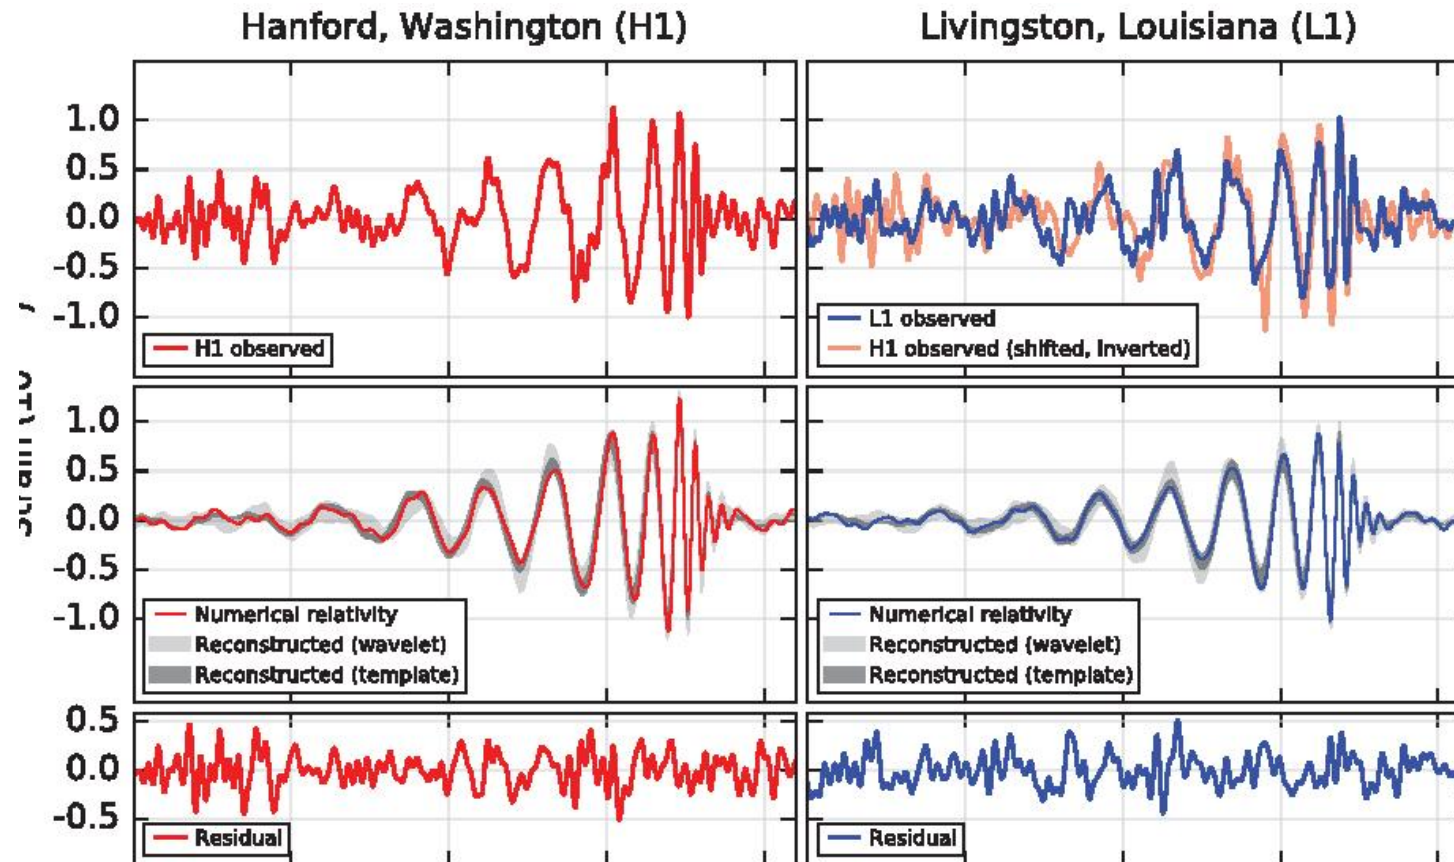 Hanford, Washington (H1)
Livingston, Louisiana (L1)
1.0
0.5
0.0
-0.5
-1.0
H1 observed
L1 observed
H1 observed (shifted, inverted)
1.0
0.5
0.0
-0.5
-1.0
Numerical relativity
Reconstructed (wavelet)
Reconstructed (template)
Numerical relativity
Reconstructed (wavelet)
Reconstructed (template)
0.5
0.0
-0.5
Residual
Residual